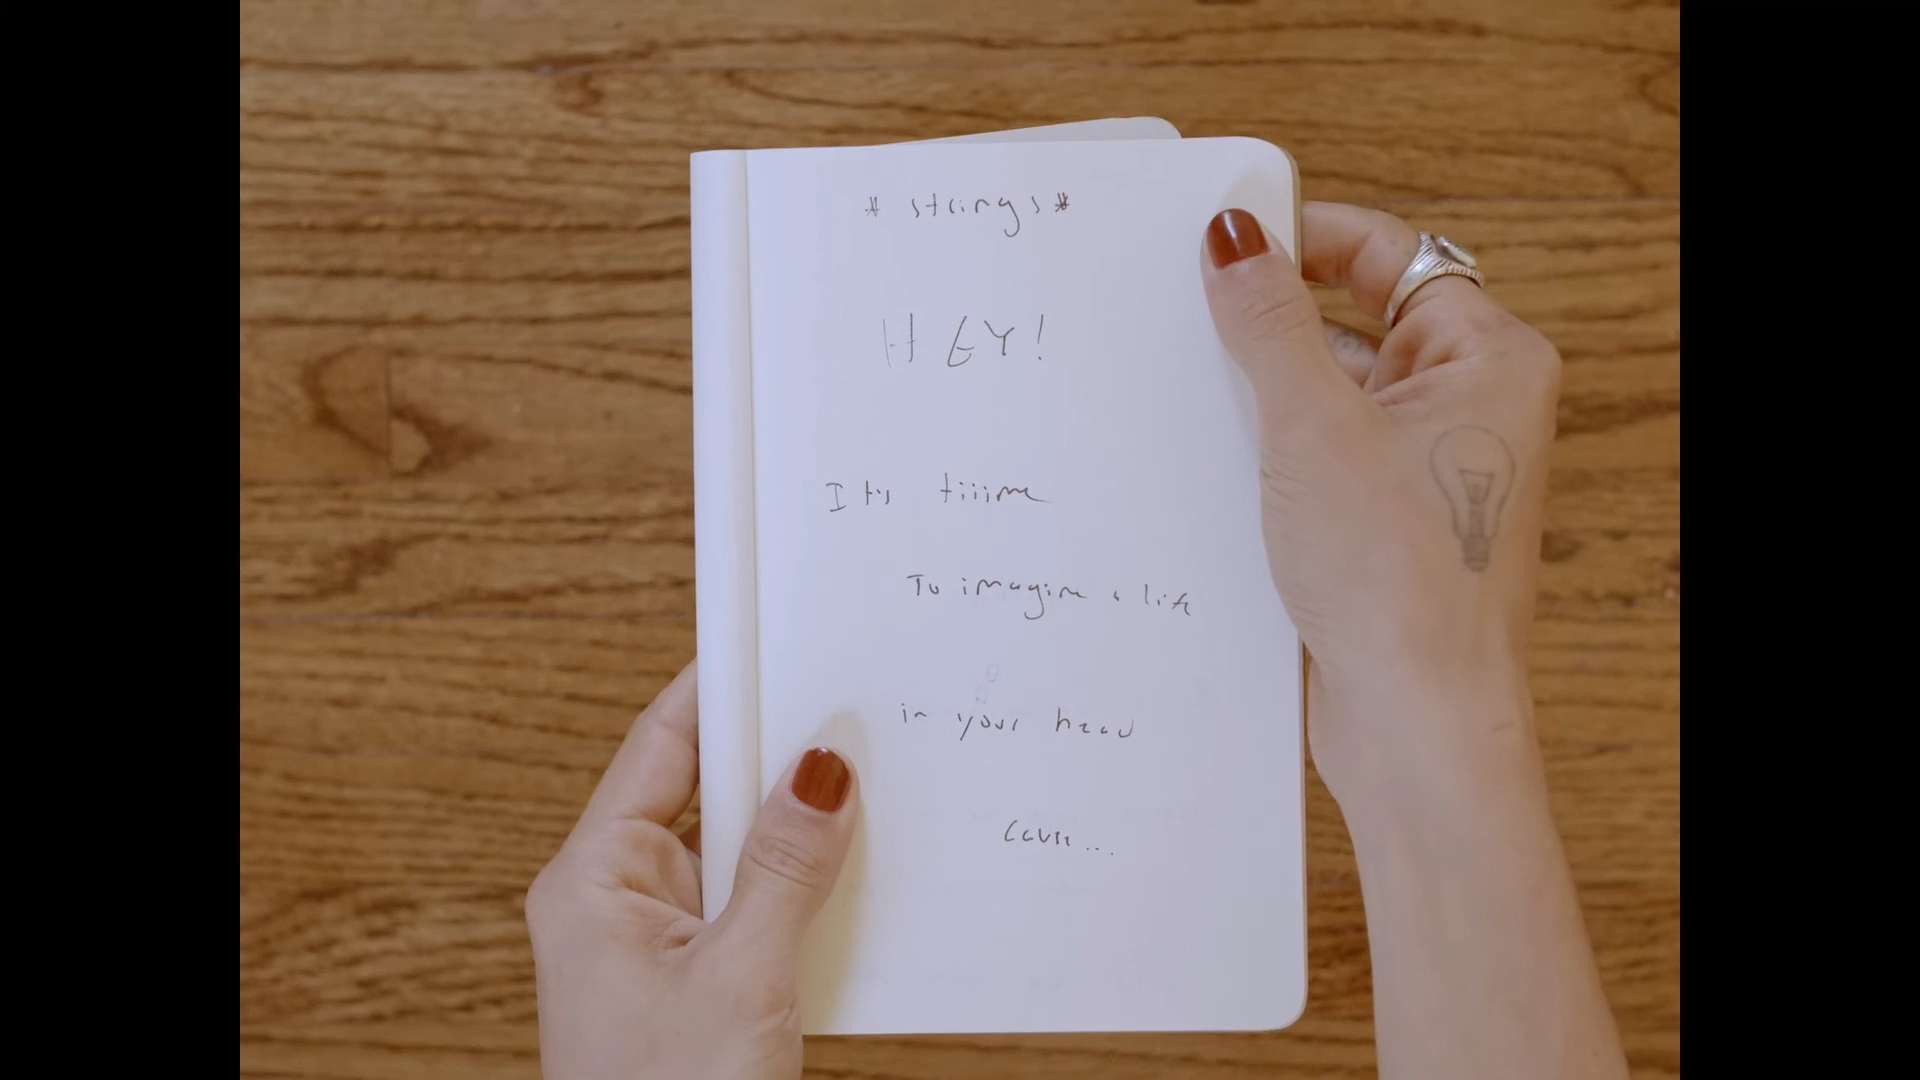 * strings *
HEY!
It's tiiime
To imagine a life
in your head
Cause...